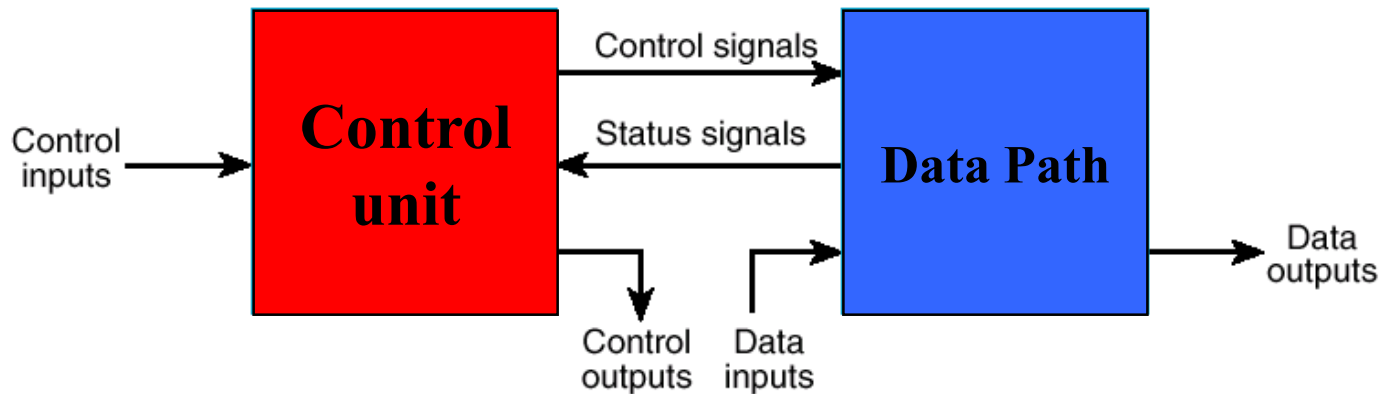 Control signals
Control
inputs
Control
unit
Status signals
Data Path
Data
outputs
Control
outputs
Data
inputs